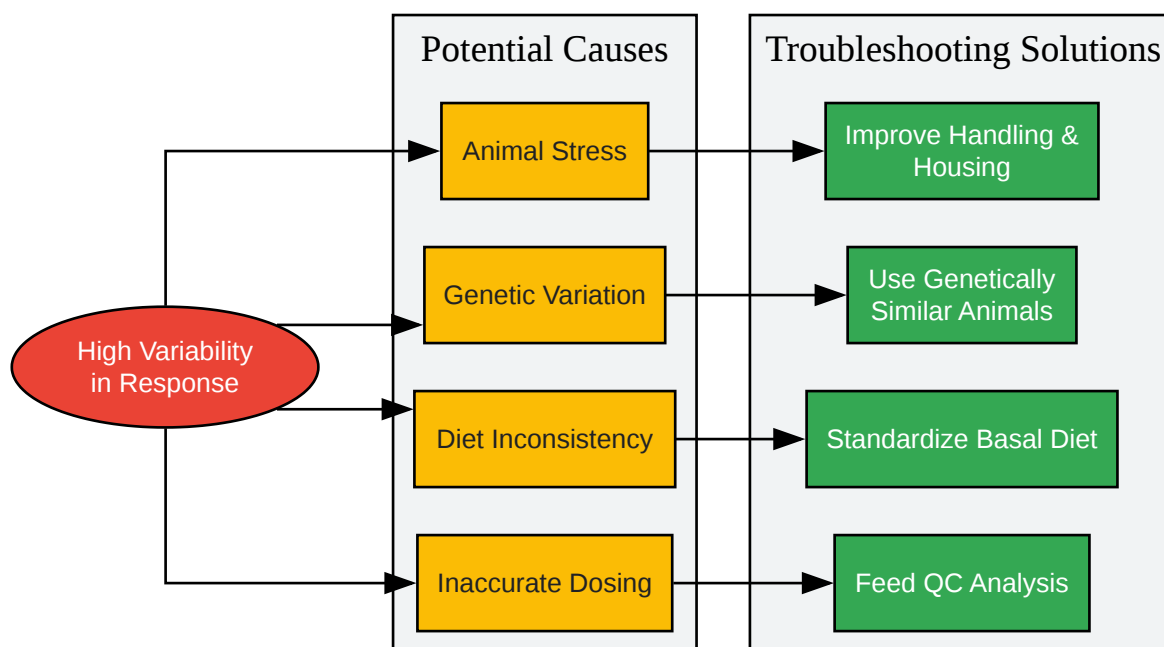 Potential Causes
Troubleshooting Solutions
Animal Stress
Improve Handling &
Housing
Genetic Variation
Use Genetically
Similar Animals
High Variability
in Response
Diet Inconsistency
Standardize Basal Diet
Inaccurate Dosing
Feed QC Analysis